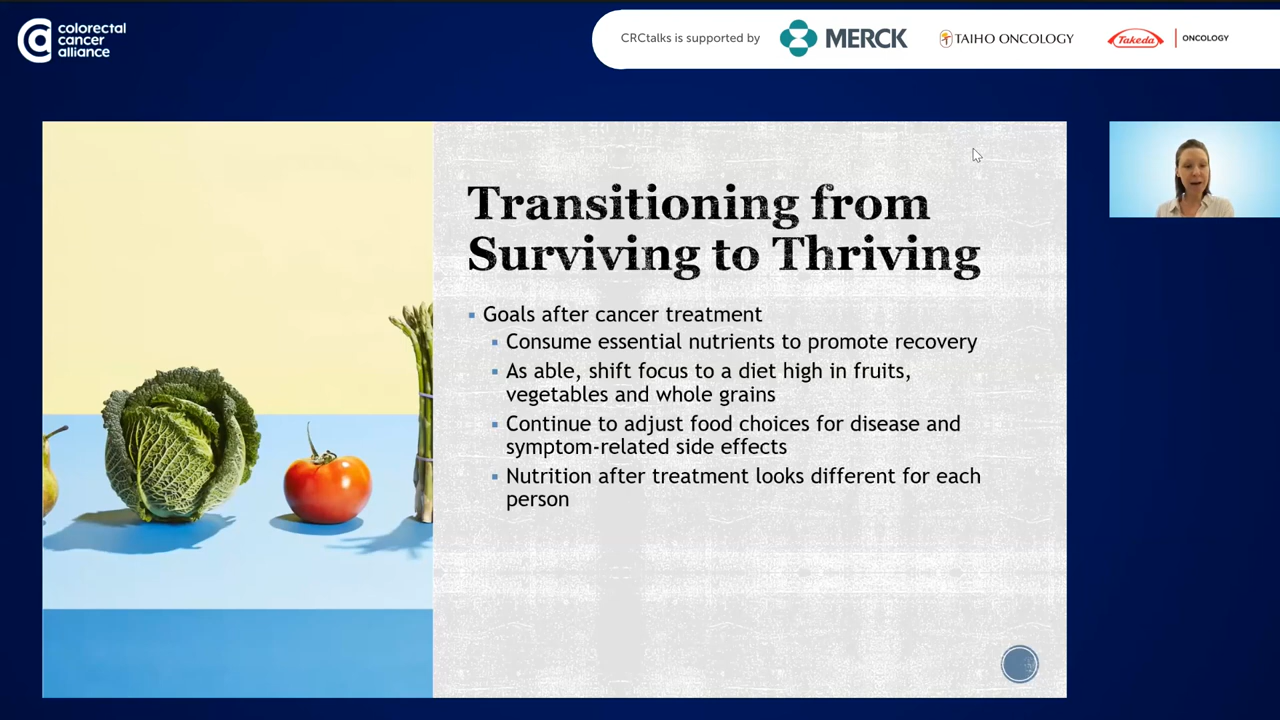 colorectal
cancer
alliance
CRCtalks is supported by
MERCK
TAIHO ONCOLOGY
Takeda
ONCOLOGY
Transitioning from
Surviving to Thriving
Goals after cancer treatment
Consume essential nutrients to promote recovery
As able, shift focus to a diet high in fruits,
vegetables and whole grains
Continue to adjust food choices for disease and
symptom-related side effects
Nutrition after treatment looks different for each
person